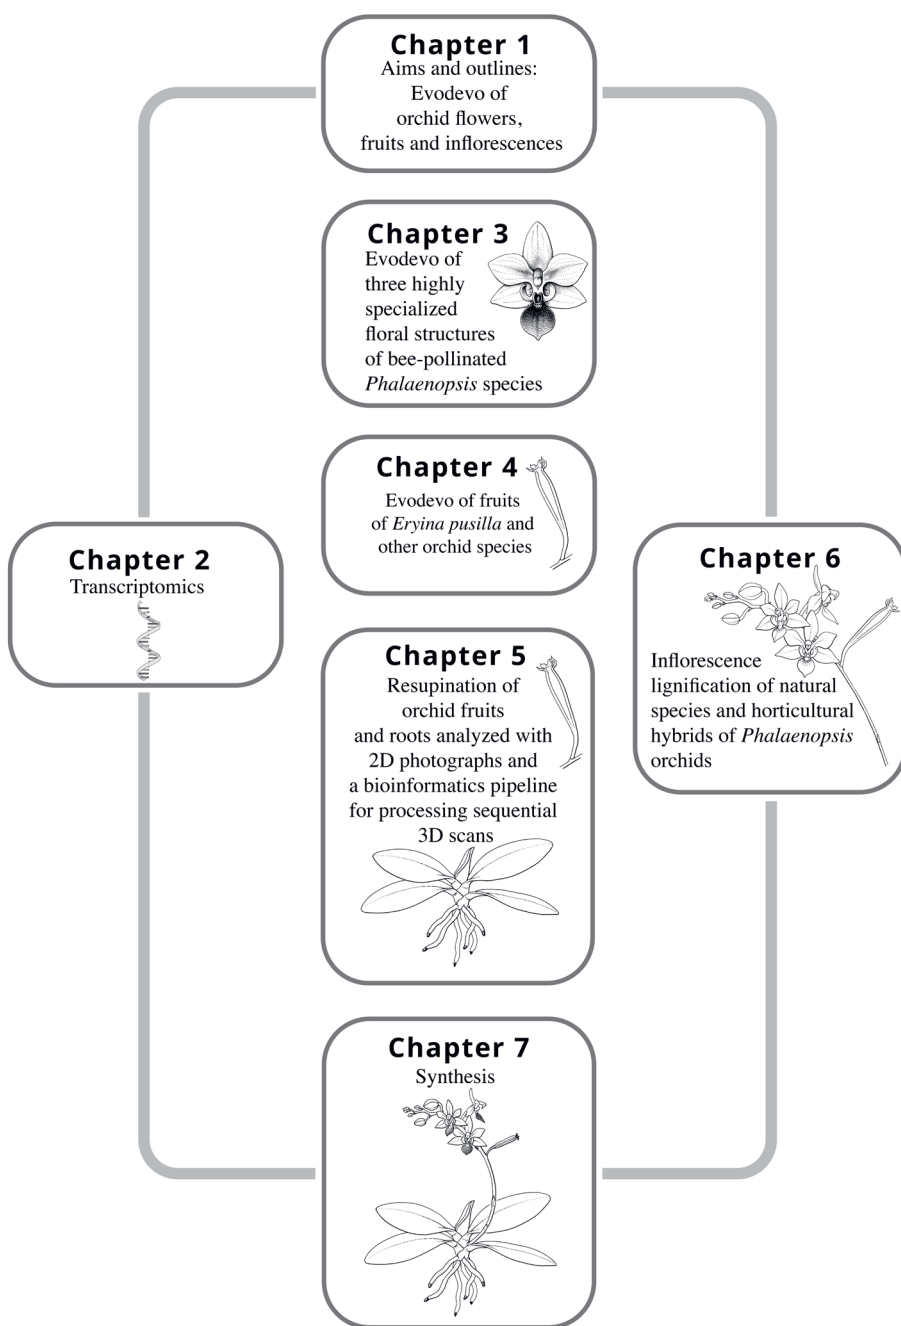 Chapter 1
Aims and outlines:
Evodevo of
orchid flowers,
fruits and inflorescences
Chapter 3
Evodevo of
three highly
specialized
floral structures
of bee-pollinated
Phalaenopsis species
Chapter 4
Evodevo of fruits
of Eryina pusilla and
other orchid species
Chapter 2
Transcriptomics
Chapter 6
Inflorescence
lignification of natural
species and horticultural
hybrids of Phalaenopsis
orchids
Chapter 5
Resupination of
orchid fruits
and roots analyzed with
2D photographs and
a bioinformatics pipeline
for processing sequential
3D scans
Chapter 7
Synthesis